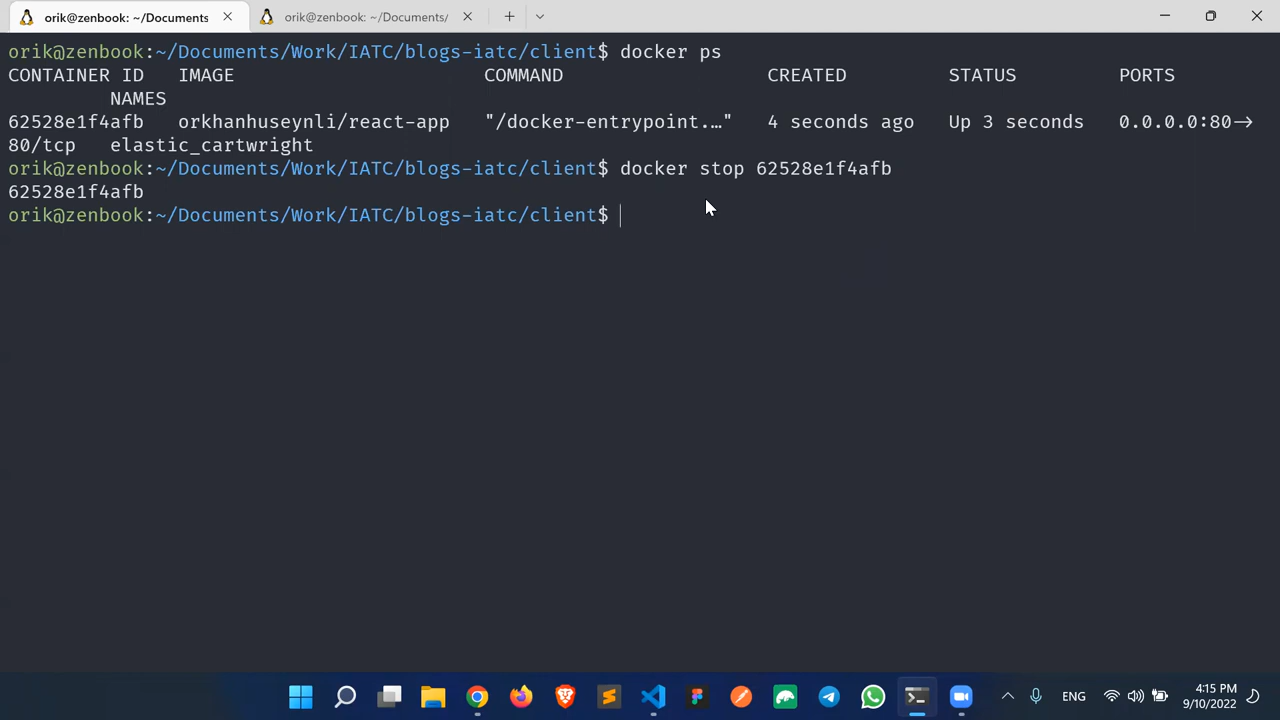 orik@zenbook: ~/Documents
orik@zenbook: ~/Documents/
orik@zenbook:~/Documents/Work/IATC/blogs-iatc/client$ docker ps
CONTAINER ID IMAGE COMMAND CREATED STATUS PORTS
NAMES
62528e1f4afb orkhanhuseynli/react-app "/docker-entrypoint.…" 4 seconds ago Up 3 seconds 0.0.0.0:80->
80/tcp elastic_cartwright
orik@zenbook:~/Documents/Work/IATC/blogs-iatc/client$ docker stop 62528e1f4afb
62528e1f4afb
orik@zenbook:~/Documents/Work/IATC/blogs-iatc/client$
ENG
4:15 PM
9/10/2022